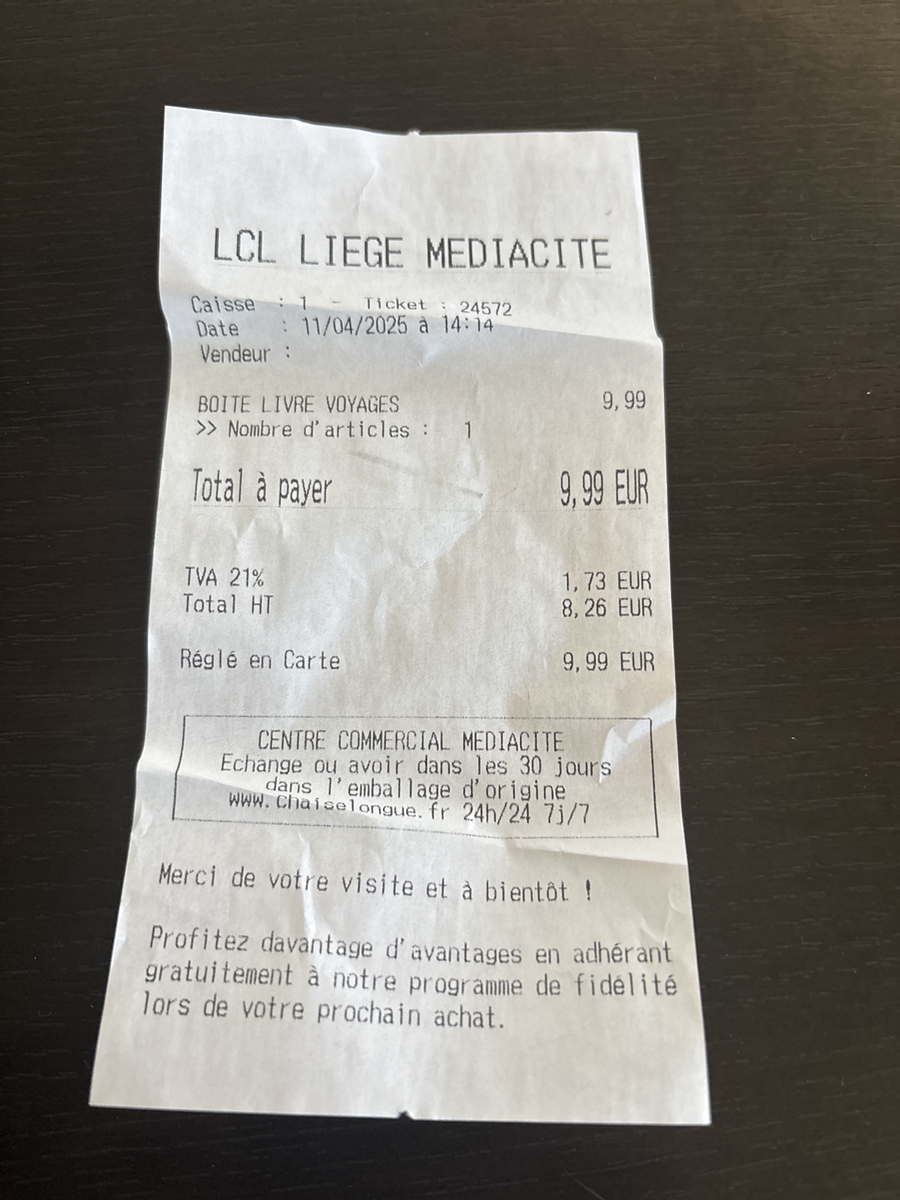 LCL LIEGE MEDIACITE
Caisse : 1 - Ticket : 24572
Date : 11/04/2025 à 14:14
Vendeur :
BOITE LIVRE VOYAGES 9,99
>> Nombre d'articles : 1
Total à payer 9,99 EUR
TVA 21% 1,73 EUR
Total HT 8,26 EUR
Réglé en Carte 9,99 EUR
CENTRE COMMERCIAL MEDIACITE
Echange ou avoir dans les 30 jours
dans l'emballage d'origine
www.Chaiselongue.fr 24h/24 7j/7
Merci de votre visite et à bientôt !
Profitez davantage d'avantages en adhérant
gratuitement à notre programme de fidélité
lors de votre prochain achat.